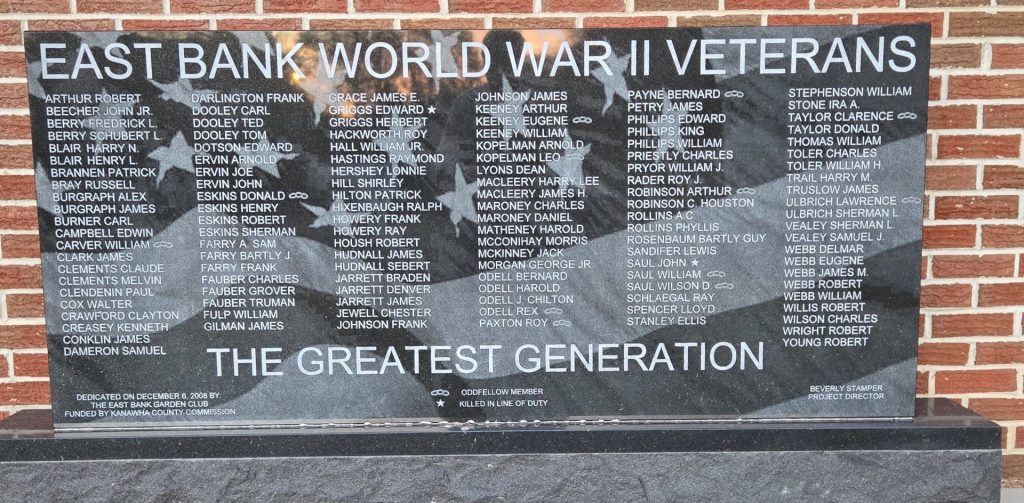 EAST BANK WORLD WAR II VETERANS
ARTHUR ROBERT
BEECHER JOHN JR.
BERRY FREDRICK L.
BERRY SCHUBERT L.
BLAIR HARRY N.
BLAIR HENRY L.
BRANNEN PATRICK
BRAY RUSSELL
BURGRAPH ALEX
BURGRAPH JAMES
BURNER CARL
CAMPBELL EDWIN
CARVER WILLIAM
CLARK JAMES
CLEMENTS CLAUDE
CLEMENTS MELVIN
CLENDENIN PAUL
COX WALTER
CRAWFORD CLAYTON
CREASEY KENNETH
CONKLIN JAMES
DAMERON SAMUEL
DARLINGTON FRANK
DOOLEY CARL
DOOLEY TED
DOOLEY TOM
DOTSON EDWARD
ERVIN ARNOLD
ERVIN JOE
ERVIN JOHN
ESKINS DONALD
ESKINS HENRY
ESKINS ROBERT
ESKINS SHERMAN
FARRY A. SAM
FARRY BARTLY J.
FARRY FRANK
FAUBER CHARLES
FAUBER GROVER
FAUBER TRUMAN
FULP WILLIAM
GILMAN JAMES
GRACE JAMES E.
GRIGGS EDWARD ★
GRIGGS HERBERT
HACKWORTH ROY
HALL WILLIAM JR.
HASTINGS RAYMOND
HERSHEY LONNIE
HILL SHIRLEY
HILTON PATRICK
HIXENBAUGH RALPH
HOWERY FRANK
HOWERY RAY
HOUSH ROBERT
HUDNALL JAMES
HUDNALL SEBERT
JARRETT BRADEN
JARRETT DENVER
JARRETT JAMES
JEWELL CHESTER
JOHNSON FRANK
JOHNSON JAMES
KEENEY ARTHUR
KEENEY EUGENE
KEENEY WILLIAM
KOPELMAN ARNOLD
KOPELMAN LEO
LYONS DEAN
MACLEERY HARRY LEE
MACLEERY JAMES H.
MARONEY CHARLES
MARONEY DANIEL
MATHENEY HAROLD
MCCONIHAY MORRIS
MCKINNEY JACK
MORGAN GEORGE JR
ODELL BERNARD
ODELL HAROLD
ODELL J. CHILTON
ODELL REX
PAXTON ROY
PAYNE BERNARD
PETRY JAMES
PHILLIPS EDWARD
PHILLIPS KING
PHILLIPS WILLIAM
PRIESTLY CHARLES
PRYOR WILLIAM J.
RADER ROY J.
ROBINSON ARTHUR
ROBINSON C. HOUSTON
ROLLINS A.C.
ROLLINS PHYLLIS
ROSENBAUM BARTLY GUY
SANDIFER LEWIS
SAUL JOHN ★
SAUL WILLIAM
SAUL WILSON D.
SCHLAEGAL RAY
SPENCER LLOYD
STANLEY ELLIS
STEPHENSON WILLIAM
STONE IRA A.
TAYLOR CLARENCE
TAYLOR DONALD
THOMAS WILLIAM
TOLER CHARLES
TOLER WILLIAM H.
TRAIL HARRY M.
TRUSLOW JAMES
ULBRICH LAWRENCE
ULBRICH SHERMAN L.
VEALEY SHERMAN L.
VEALEY SAMUEL J.
WEBB DELMAR
WEBB EUGENE
WEBB JAMES M.
WEBB ROBERT
WEBB WILLIAM
WILLIS ROBERT
WILSON CHARLES
WRIGHT ROBERT
YOUNG ROBERT
THE GREATEST GENERATION
DEDICATED ON DECEMBER 6, 2008 BY
THE EAST BANK GARDEN CLUB
FUNDED BY KANAWHA COUNTY COMMISSION
ODDFELLOW MEMBER
★ KILLED IN LINE OF DUTY
BEVERLY STAMPER
PROJECT DIRECTOR